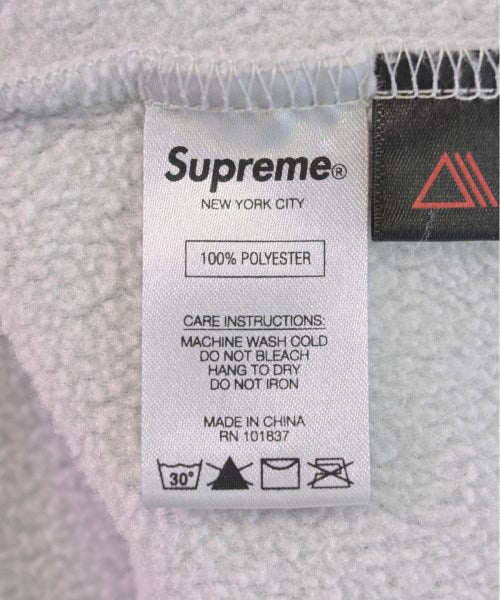 Supreme®
NEW YORK CITY
100% POLYESTER
CARE INSTRUCTIONS:
MACHINE WASH COLD
DO NOT BLEACH
HANG TO DRY
DO NOT IRON
MADE IN CHINA
RN 101837
30°